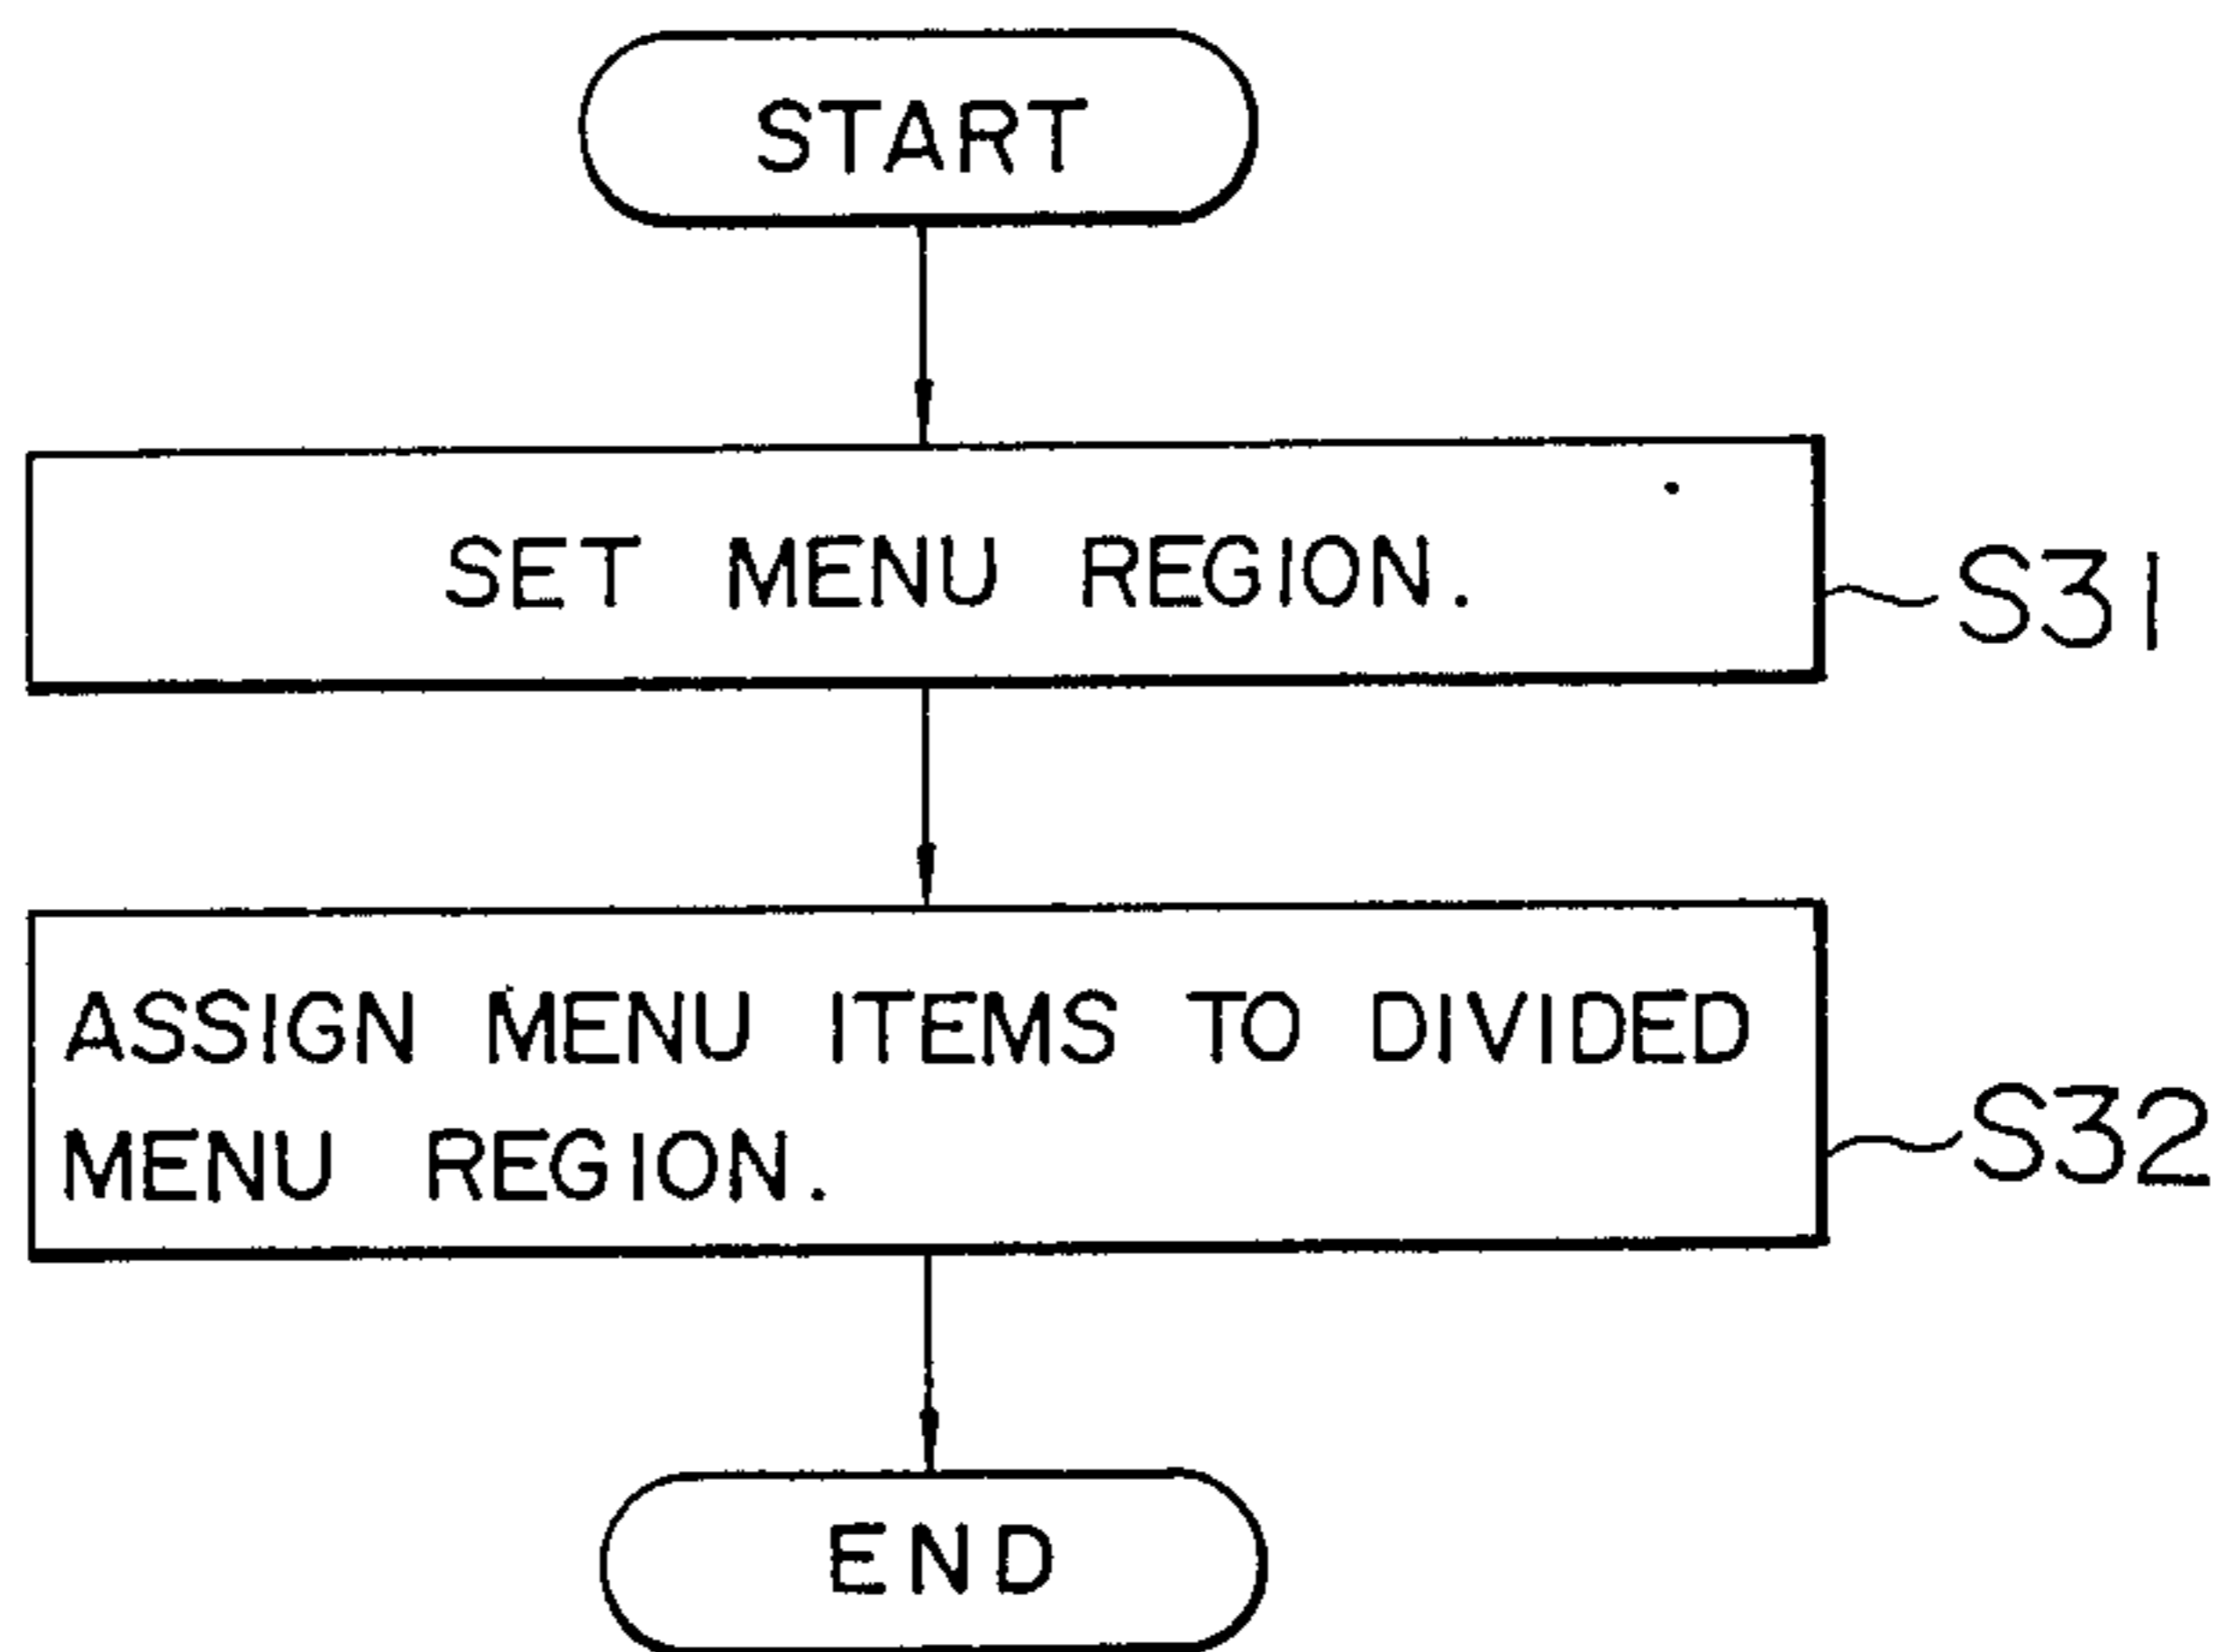 START
SET MENU REGION.
S31
ASSIGN MENU ITEMS TO DIVIDED
MENU REGION.
S32
END